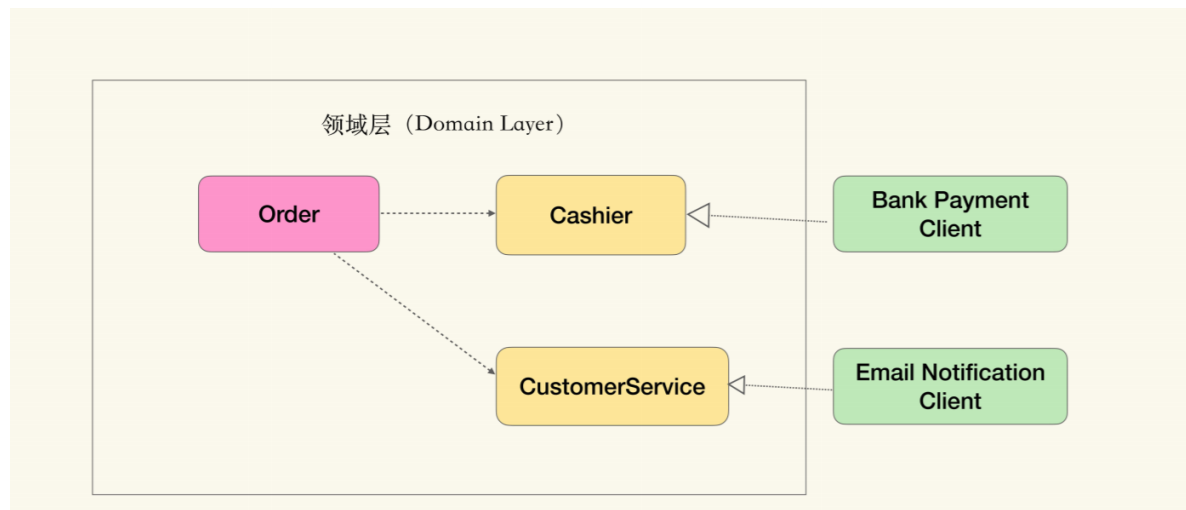 领域层（Domain Layer）
Order
Cashier
Bank Payment
Client
CustomerService
Email Notification
Client